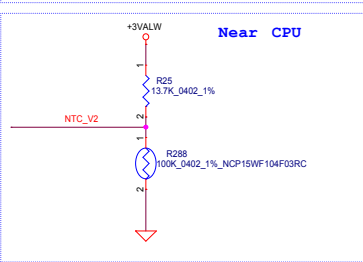 +3VALW
Near CPU
1
R25
13.7K_0402_1%
2
NTC_V2
1
R288
100K_0402_1%_NCP15WF104F03RC
2